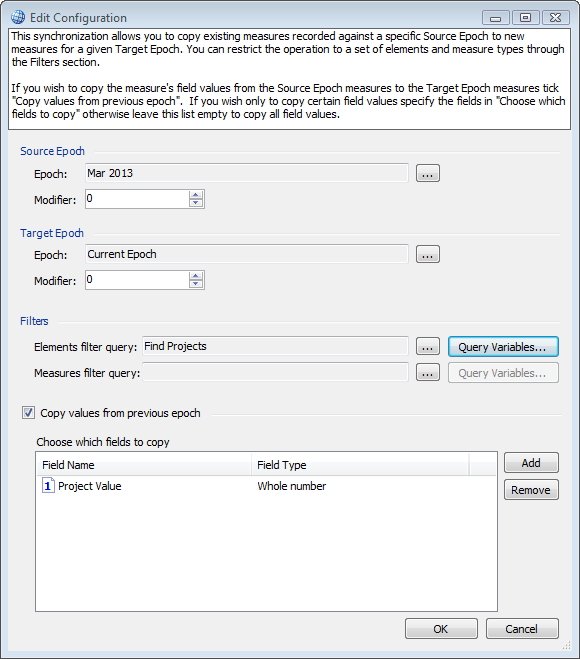 Edit Configuration
This synchronization allows you to copy existing measures recorded against a specific Source Epoch to new
measures for a given Target Epoch. You can restrict the operation to a set of elements and measure types through
the Filters section.
If you wish to copy the measure's field values from the Source Epoch measures to the Target Epoch measures tick
"Copy values from previous epoch".  If you wish only to copy certain field values specify the fields in "Choose which
fields to copy" otherwise leave this list empty to copy all field values.
Source Epoch
Epoch: Mar 2013 ...
Modifier: 0
Target Epoch
Epoch: Current Epoch ...
Modifier: 0
Filters
Elements filter query: Find Projects ... Query Variables...
Measures filter query: ... Query Variables...
Copy values from previous epoch
Choose which fields to copy
Field Name Field Type Add
1 Project Value Whole number Remove
OK Cancel